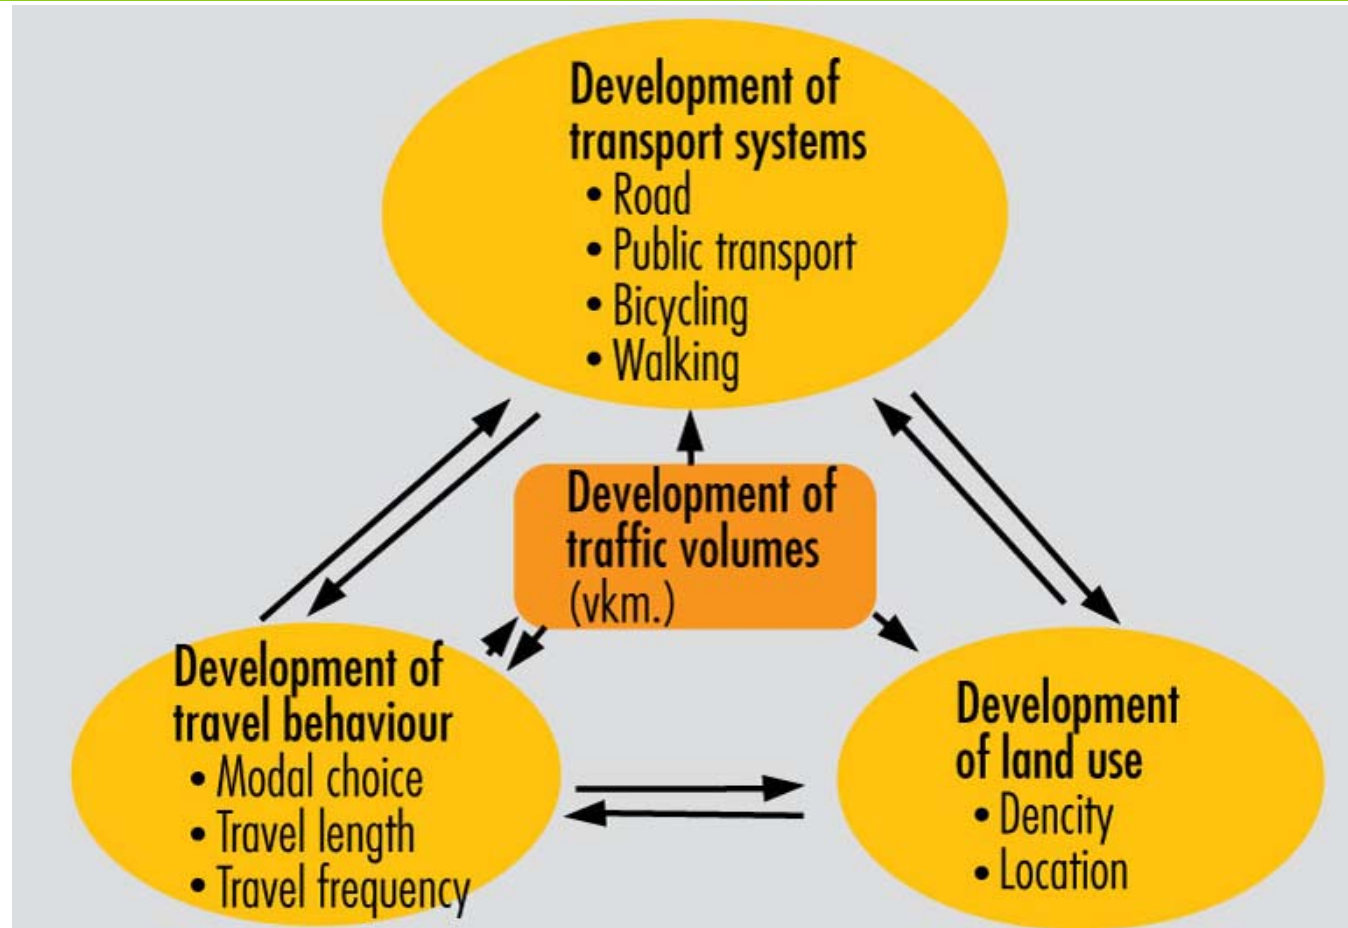 Development of
transport systems
• Road
• Public transport
• Bicycling
• Walking
Development of
traffic volumes
(vkm.)
Development of
travel behaviour
• Modal choice
• Travel length
• Travel frequency
Development
of land use
• Dencity
• Location